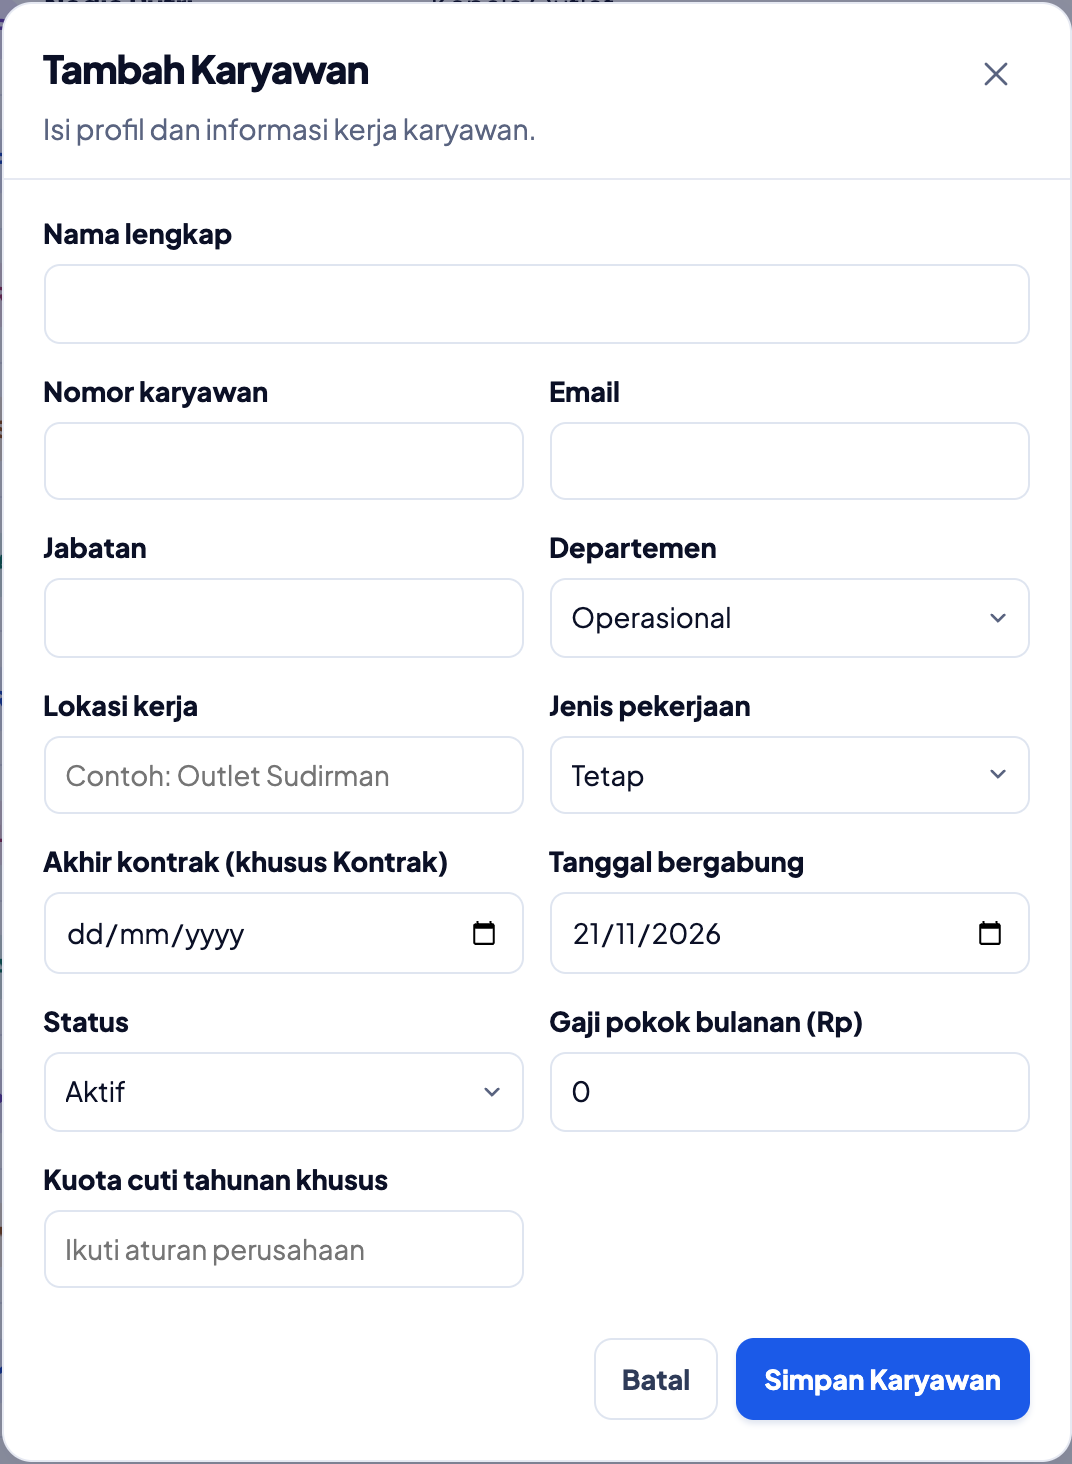 Tambah Karyawan
Isi profil dan informasi kerja karyawan.
Nama lengkap
Nomor karyawan
Email
Jabatan
Departemen
Operasional
Lokasi kerja
Contoh: Outlet Sudirman
Jenis pekerjaan
Tetap
Akhir kontrak (khusus Kontrak)
dd/mm/yyyy
Tanggal bergabung
21/11/2026
Status
Aktif
Gaji pokok bulanan (Rp)
0
Kuota cuti tahunan khusus
Ikuti aturan perusahaan
Batal
Simpan Karyawan